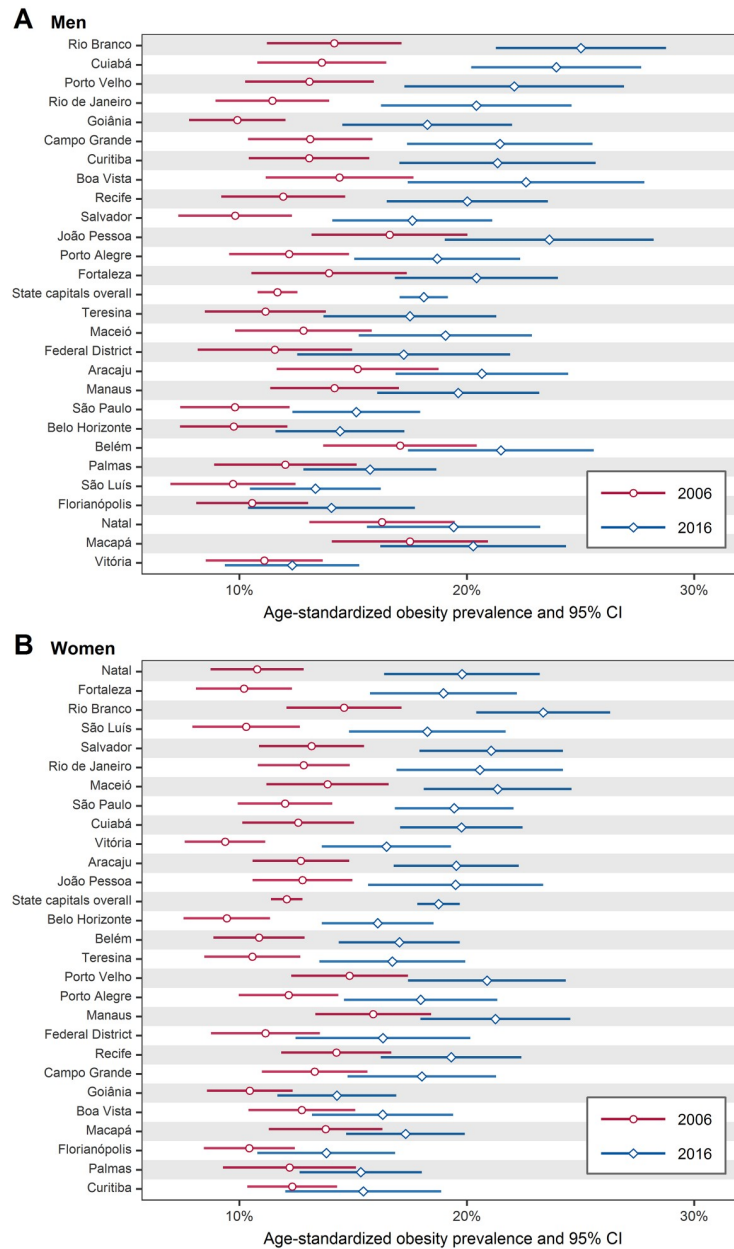 A Men
Rio Branco
Cuiabá
Porto Velho
Rio de Janeiro
Goiânia
Campo Grande
Curitiba
Boa Vista
Recife
Salvador
João Pessoa
Porto Alegre
Fortaleza
State capitals overall
Teresina
Maceió
Federal District
Aracaju
Manaus
São Paulo
Belo Horizonte
Belém
Palmas
São Luís
Florianópolis
Natal
Macapá
Vitória
2006
2016
10% 20% 30%
Age-standardized obesity prevalence and 95% CI
B Women
Natal
Fortaleza
Rio Branco
São Luís
Salvador
Rio de Janeiro
Maceió
São Paulo
Cuiabá
Vitória
Aracaju
João Pessoa
State capitals overall
Belo Horizonte
Belém
Teresina
Porto Velho
Porto Alegre
Manaus
Federal District
Recife
Campo Grande
Goiânia
Boa Vista
Macapá
Florianópolis
Palmas
Curitiba
2006
2016
10% 20% 30%
Age-standardized obesity prevalence and 95% CI